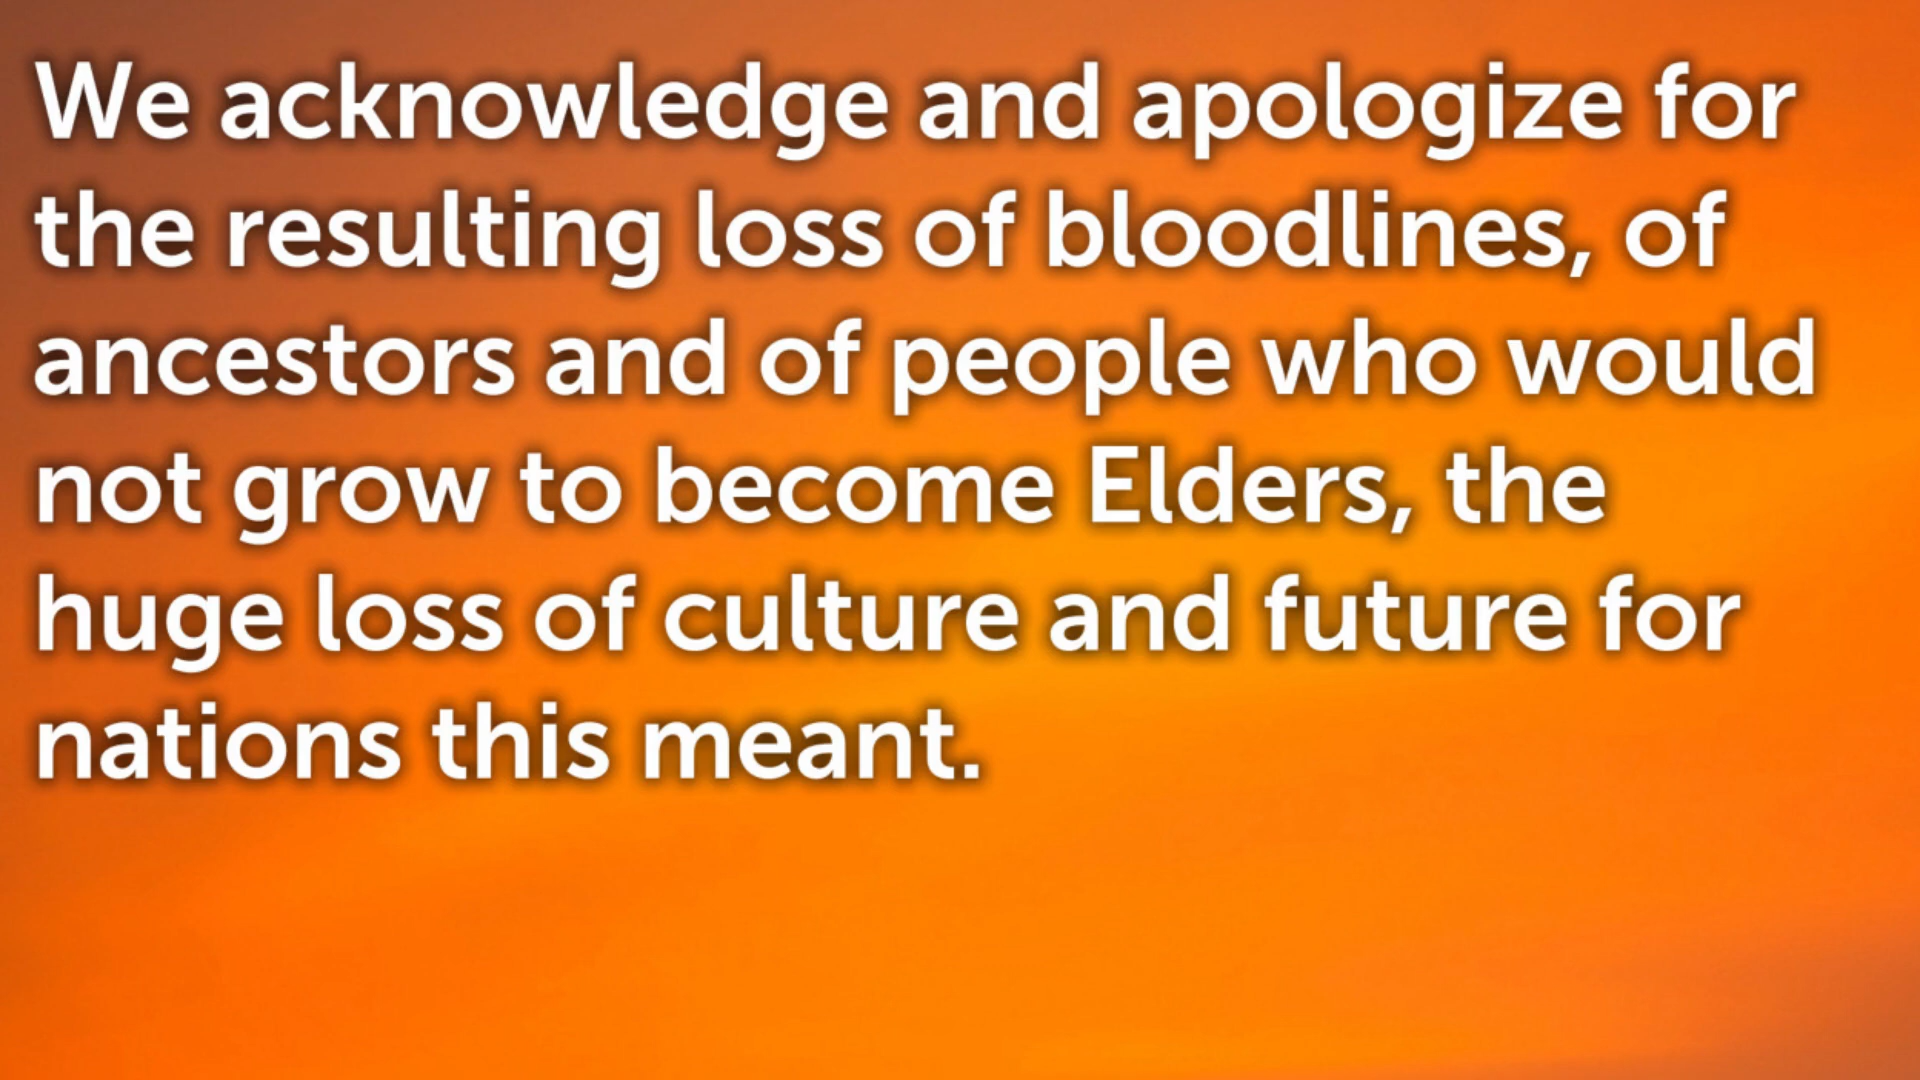 We acknowledge and apologize for
the resulting loss of bloodlines, of
ancestors and of people who would
not grow to become Elders, the
huge loss of culture and future for
nations this meant.